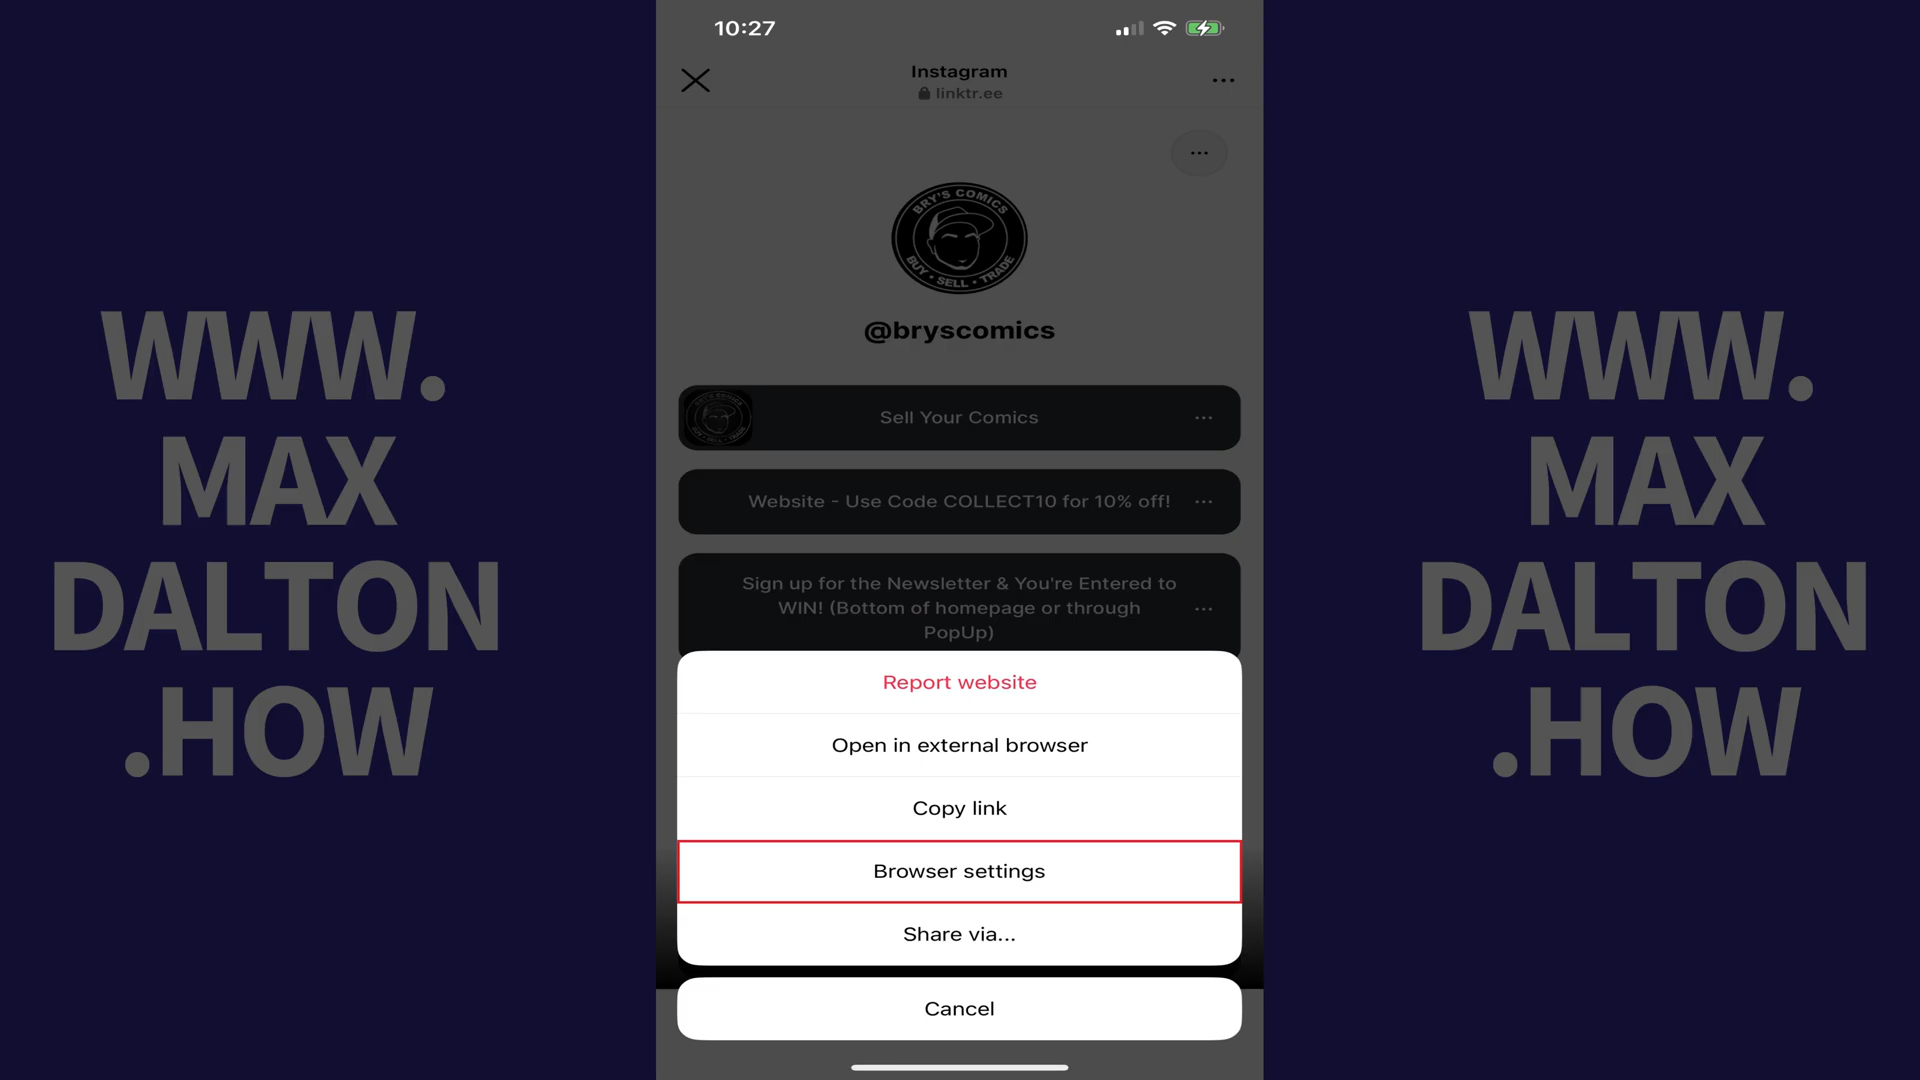 10:27
Instagram
linktr.ee
BRY'S COMICS
BUY • SELL • TRADE
@bryscomics
Sell Your Comics
Website - Use Code COLLECT10 for 10% off!
Sign up for the Newsletter & You're Entered to
WIN! (Bottom of homepage or through
PopUp)
Report website
Open in external browser
Copy link
Browser settings
Share via...
Cancel
WWW.
MAX
DALTON
.HOW
WWW.
MAX
DALTON
.HOW